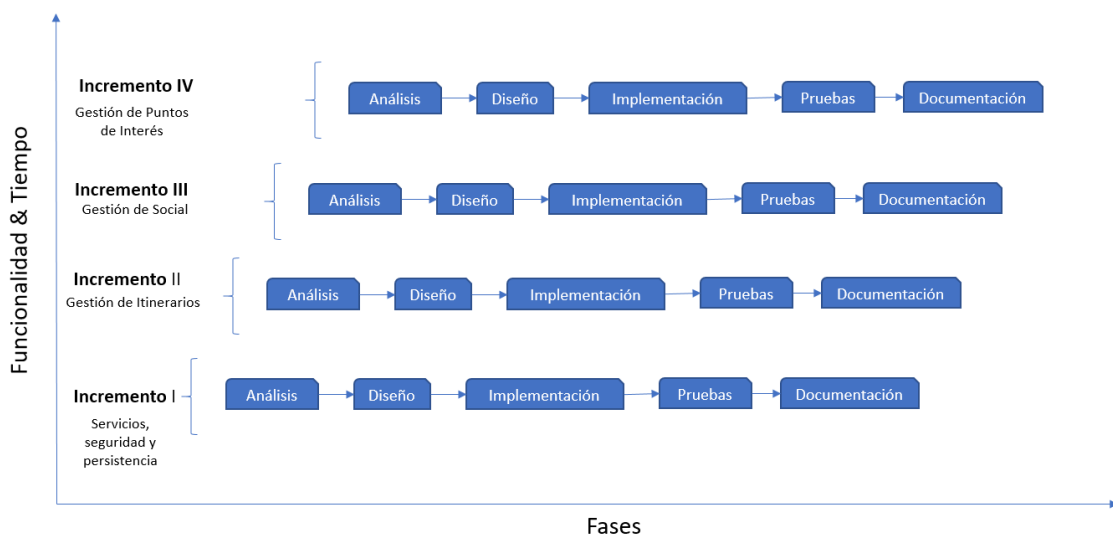 Funcionalidad & Tiempo
Incremento IV
Gestión de Puntos
de Interés
Análisis
Diseño
Implementación
Pruebas
Documentación
Incremento III
Gestión de Social
Análisis
Diseño
Implementación
Pruebas
Documentación
Incremento II
Gestión de Itinerarios
Análisis
Diseño
Implementación
Pruebas
Documentación
Incremento I
Servicios,
seguridad y
persistencia
Análisis
Diseño
Implementación
Pruebas
Documentación
Fases